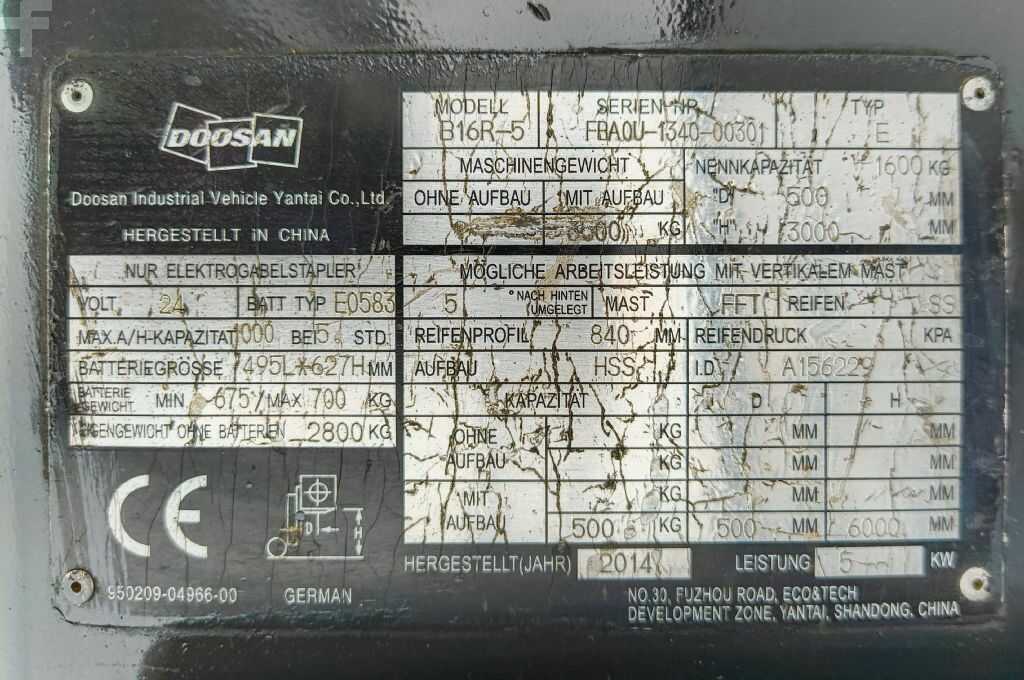 DOOSAN
Doosan Industrial Vehicle Yantai Co.,Ltd
HERGESTELLT IN CHINA
MODELL SERIEN-NR. TYP
B16R-5 FBA0U-1340-00301 E
MASCHINENGEWICHT NENNKAPAZITÄT 1600 KG
OHNE AUFBAU MIT AUFBAU "D" 500 MM
KG "H" 3000 MM
NUR ELEKTROGABELSTAPLER
VOLT 24 BATT TYP E0583
MAX.A/H-KAPAZITAT 1000 BEI 5 STD.
BATTERIEGRÖSSE 495L*627H MM
BATTERIE GEWICHT MIN 675 / MAX 700 KG
EIGENGEWICHT OHNE BATTERIEN 2800 KG
MÖGLICHE ARBEITSLEISTUNG MIT VERTIKALEM MAST
5 °NACH HINTEN UMGELEGT MAST FFT REIFEN SS
REIFENPROFIL 840 MM REIFENDRUCK KPA
AUFBAU HSS I.D A156229
KAPAZITÄT D H
OHNE AUFBAU KG MM MM
KG MM MM
MIT AUFBAU KG MM MM
500 KG 500 MM 6000 MM
HERGESTELLT(JAHR) 2014 LEISTUNG 5 KW
CE
D H
950209-04966-00 GERMAN
NO.30, FUZHOU ROAD, ECO&TECH
DEVELOPMENT ZONE, YANTAI, SHANDONG, CHINA